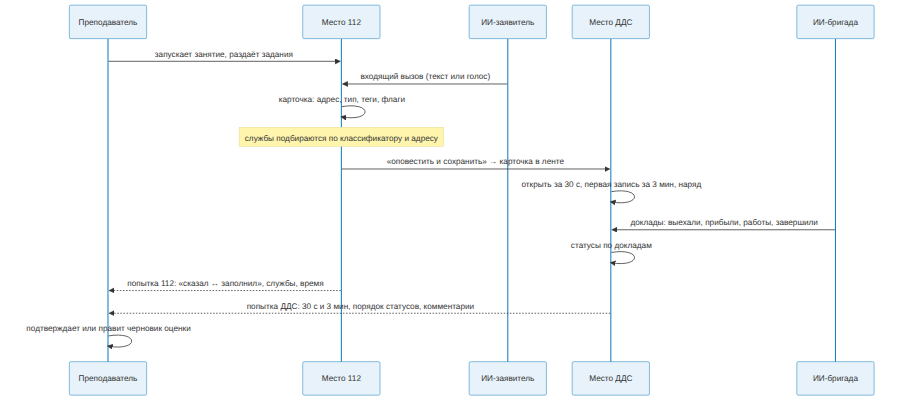 Преподаватель
Место 112
ИИ-заявитель
Место ДДС
ИИ-бригада
запускает занятие, раздаёт задания
входящий вызов (текст или голос)
карточка: адрес, тип, теги, флаги
службы подбираются по классификатору и адресу
«оповестить и сохранить» → карточка в ленте
открыть за 30 с, первая запись за 3 мин, наряд
доклады: выехали, прибыли, работы, завершили
статусы по докладам
попытка 112: «сказал ↔ заполнил», службы, время
попытка ДДС: 30 с и 3 мин, порядок статусов, комментарии
подтверждает или правит черновик оценки
Преподаватель
Место 112
ИИ-заявитель
Место ДДС
ИИ-бригада